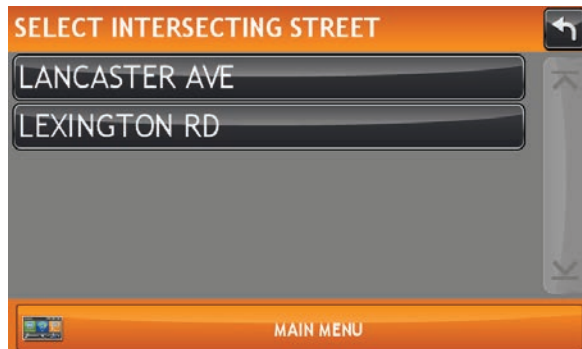 SELECT INTERSECTING STREET
LANCASTER AVE
LEXINGTON RD
MAIN MENU